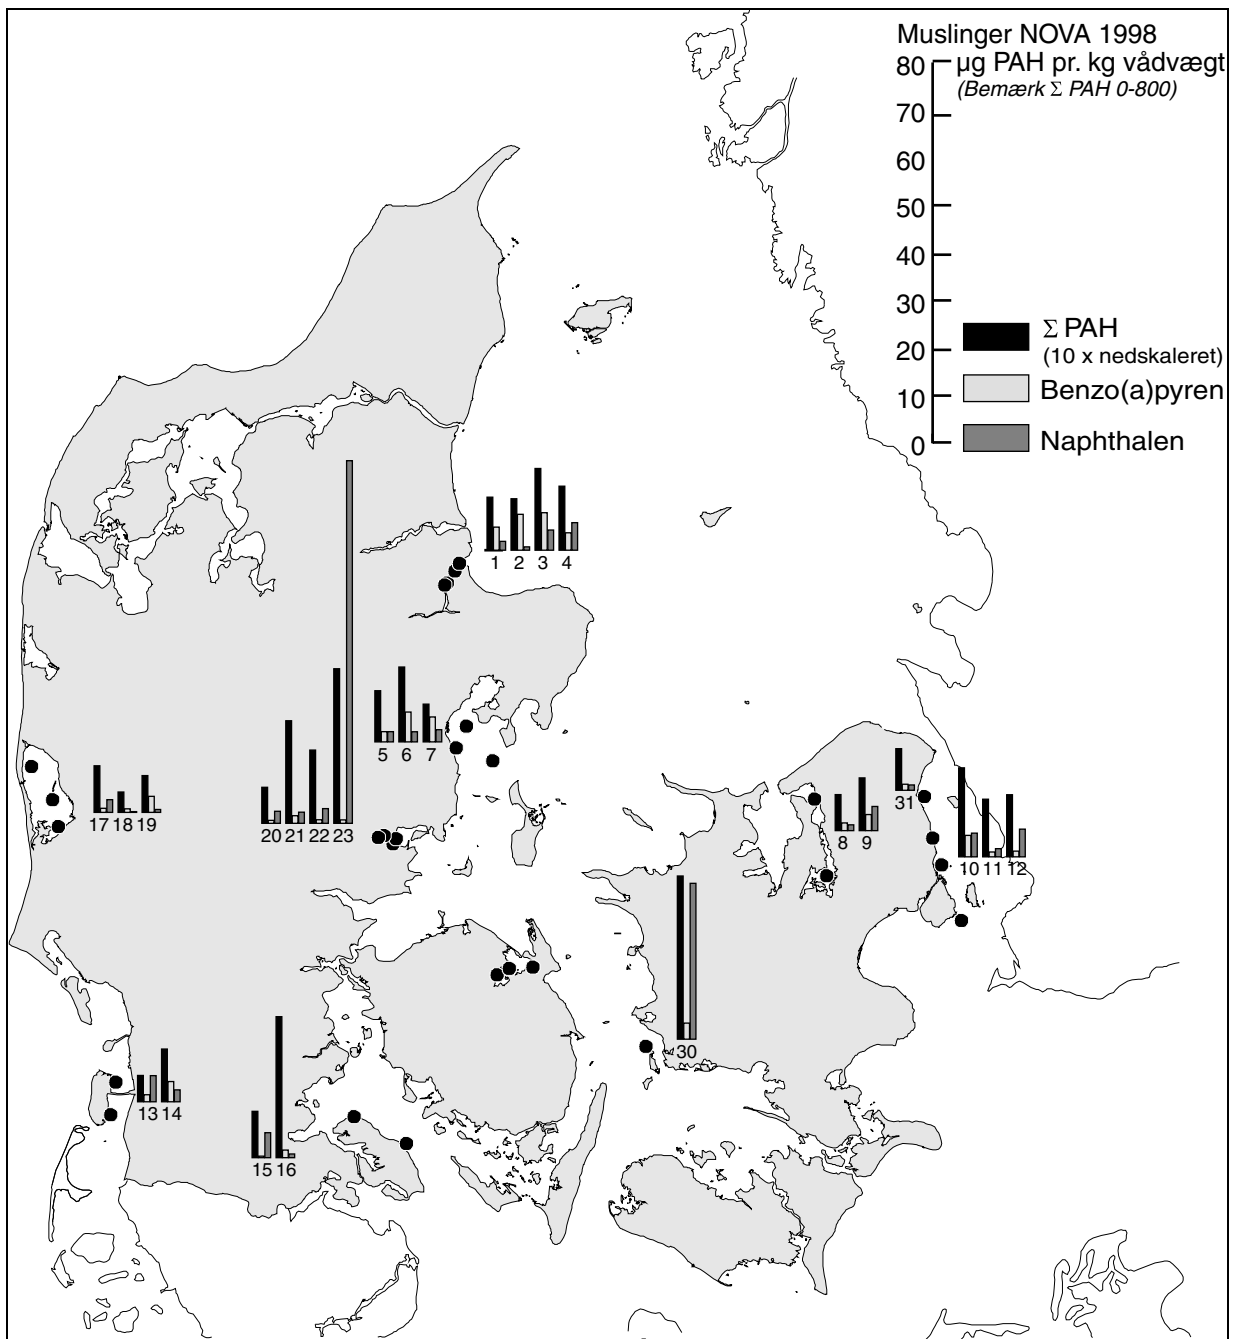 Muslinger NOVA 1998
80 µg PAH pr. kg vådvægt
(Bemærk Σ PAH 0-800)
70
60
50
40
30
20
10
0
Σ PAH
(10 x nedskaleret)
Benzo(a)pyren
Naphthalen
1 2 3 4
5 6 7
17 18 19
20 21 22 23
31
8 9
10 11 12
30
13 14
15 16